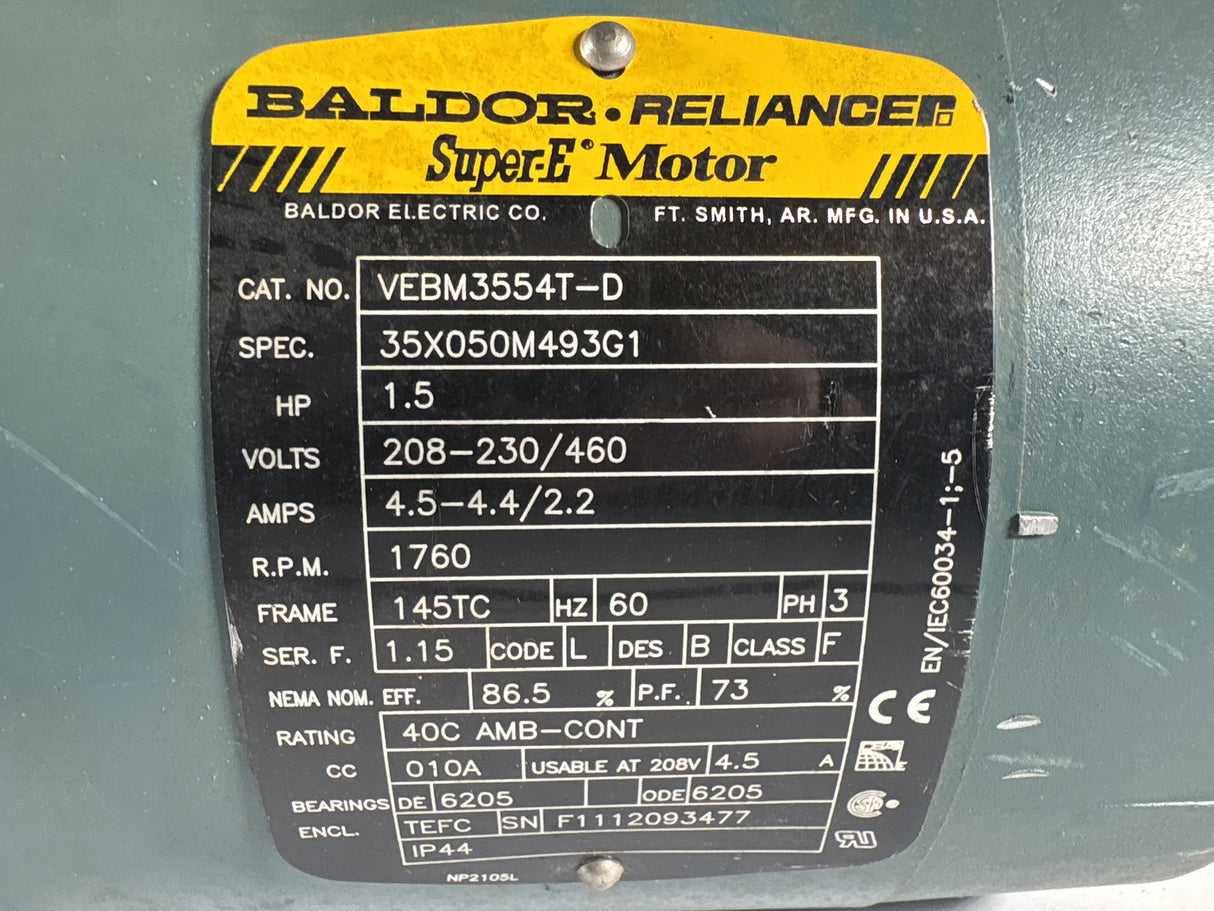 BALDOR • RELIANCER
Super-E® Motor
BALDOR ELECTRIC CO. FT. SMITH, AR. MFG. IN U.S.A.
CAT. NO. VEBM3554T-D
SPEC. 35X050M493G1
HP 1.5
VOLTS 208-230/460
AMPS 4.5-4.4/2.2
R.P.M. 1760
FRAME 145TC HZ 60 PH 3
SER. F. 1.15 CODE L DES B CLASS F
NEMA NOM. EFF. 86.5 % P.F. 73 %
RATING 40C AMB-CONT
CC 010A USABLE AT 208V 4.5 A
BEARINGS DE 6205 ODE 6205
ENCL. TEFC SN F1112093477
IP44
NP2105L
EN/IEC60034-1;-5
CE